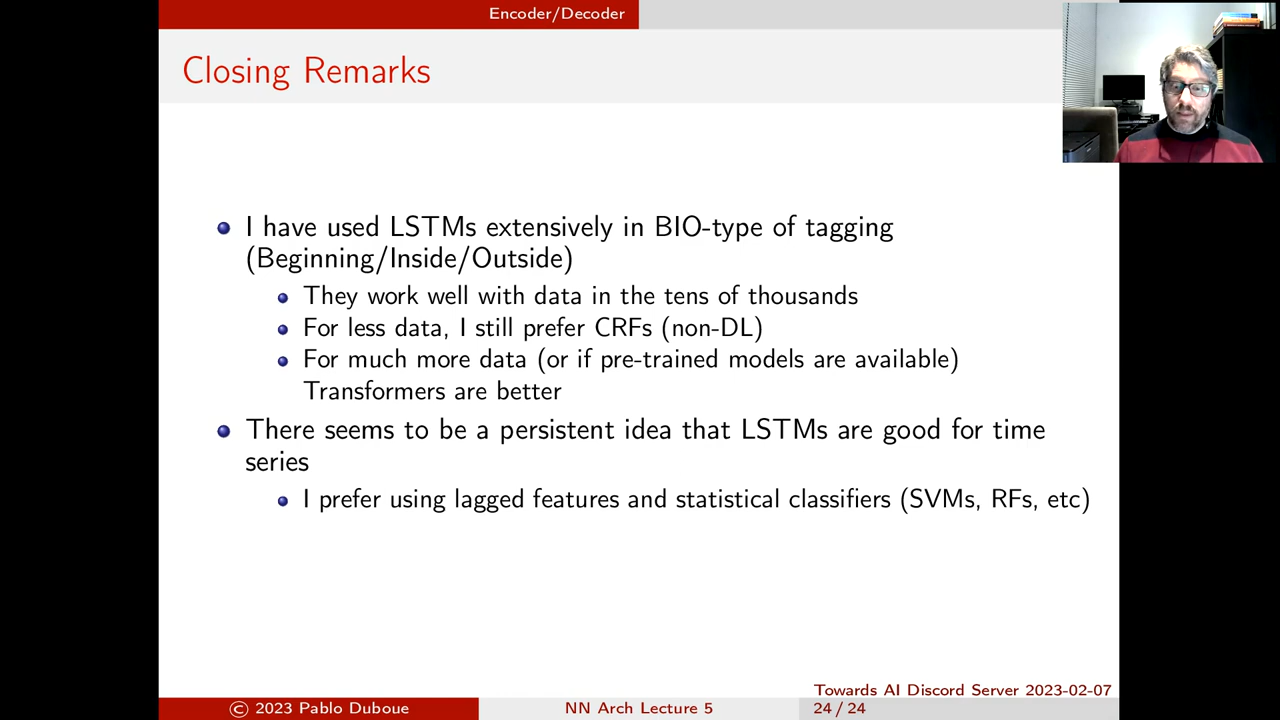 Encoder/Decoder
Closing Remarks
I have used LSTMs extensively in BIO-type of tagging
(Beginning/Inside/Outside)
They work well with data in the tens of thousands
For less data, I still prefer CRFs (non-DL)
For much more data (or if pre-trained models are available)
Transformers are better
There seems to be a persistent idea that LSTMs are good for time
series
I prefer using lagged features and statistical classifiers (SVMs, RFs, etc)
Towards AI Discord Server 2023-02-07
© 2023 Pablo Duboue
NN Arch Lecture 5
24 / 24